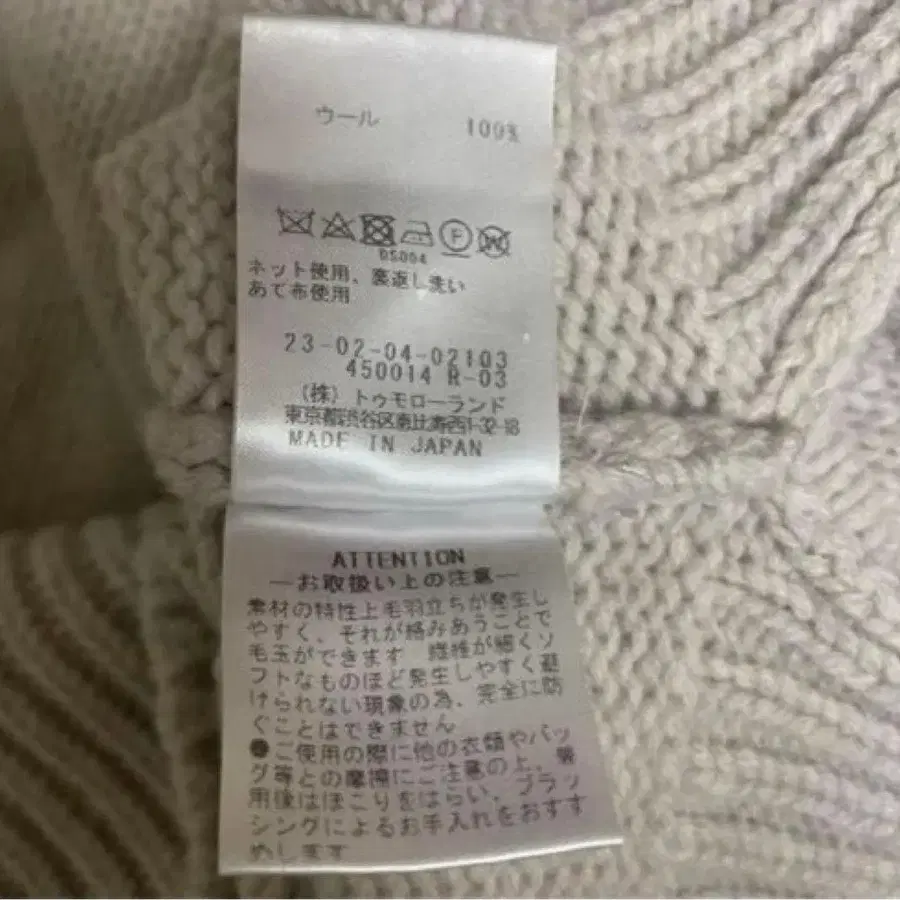 ウール 100%
F W
DS004
ネット使用、裏返し洗い
あて布使用
23-02-04-02103
450014 R-03
(株) トゥモローランド
東京都渋谷区恵比寿西1-32-18
MADE IN JAPAN
ATTENTION
―お取扱い上の注意―
素材の特性上毛羽立ちが発生し
やすく、それが絡みあうことで
毛玉ができます 繊維が細くソ
フトなものほど発生しやすく避
けられない現象の為、完全に防
ぐことはできません
●ご使用の際に他の衣類やバッ
グ等との摩擦にご注意の上、着
用後はほこりをはらい、ブラッ
シングによるお手入れをおすす
めします